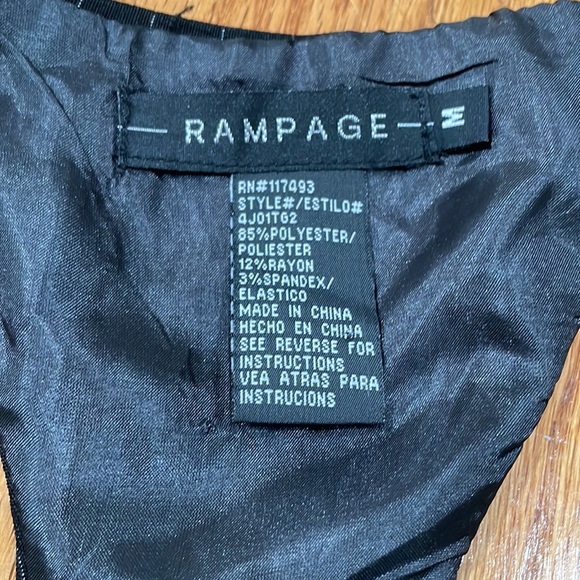 — RAMPAGE — M
RN#117493
STYLE#/ESTILO#
4J01TG2
85%POLYESTER/
POLIESTER
12%RAYON
3%SPANDEX/
ELASTICO
MADE IN CHINA
HECHO EN CHINA
SEE REVERSE FOR
INSTRUCTIONS
VEA ATRAS PARA
INSTRUCIONS